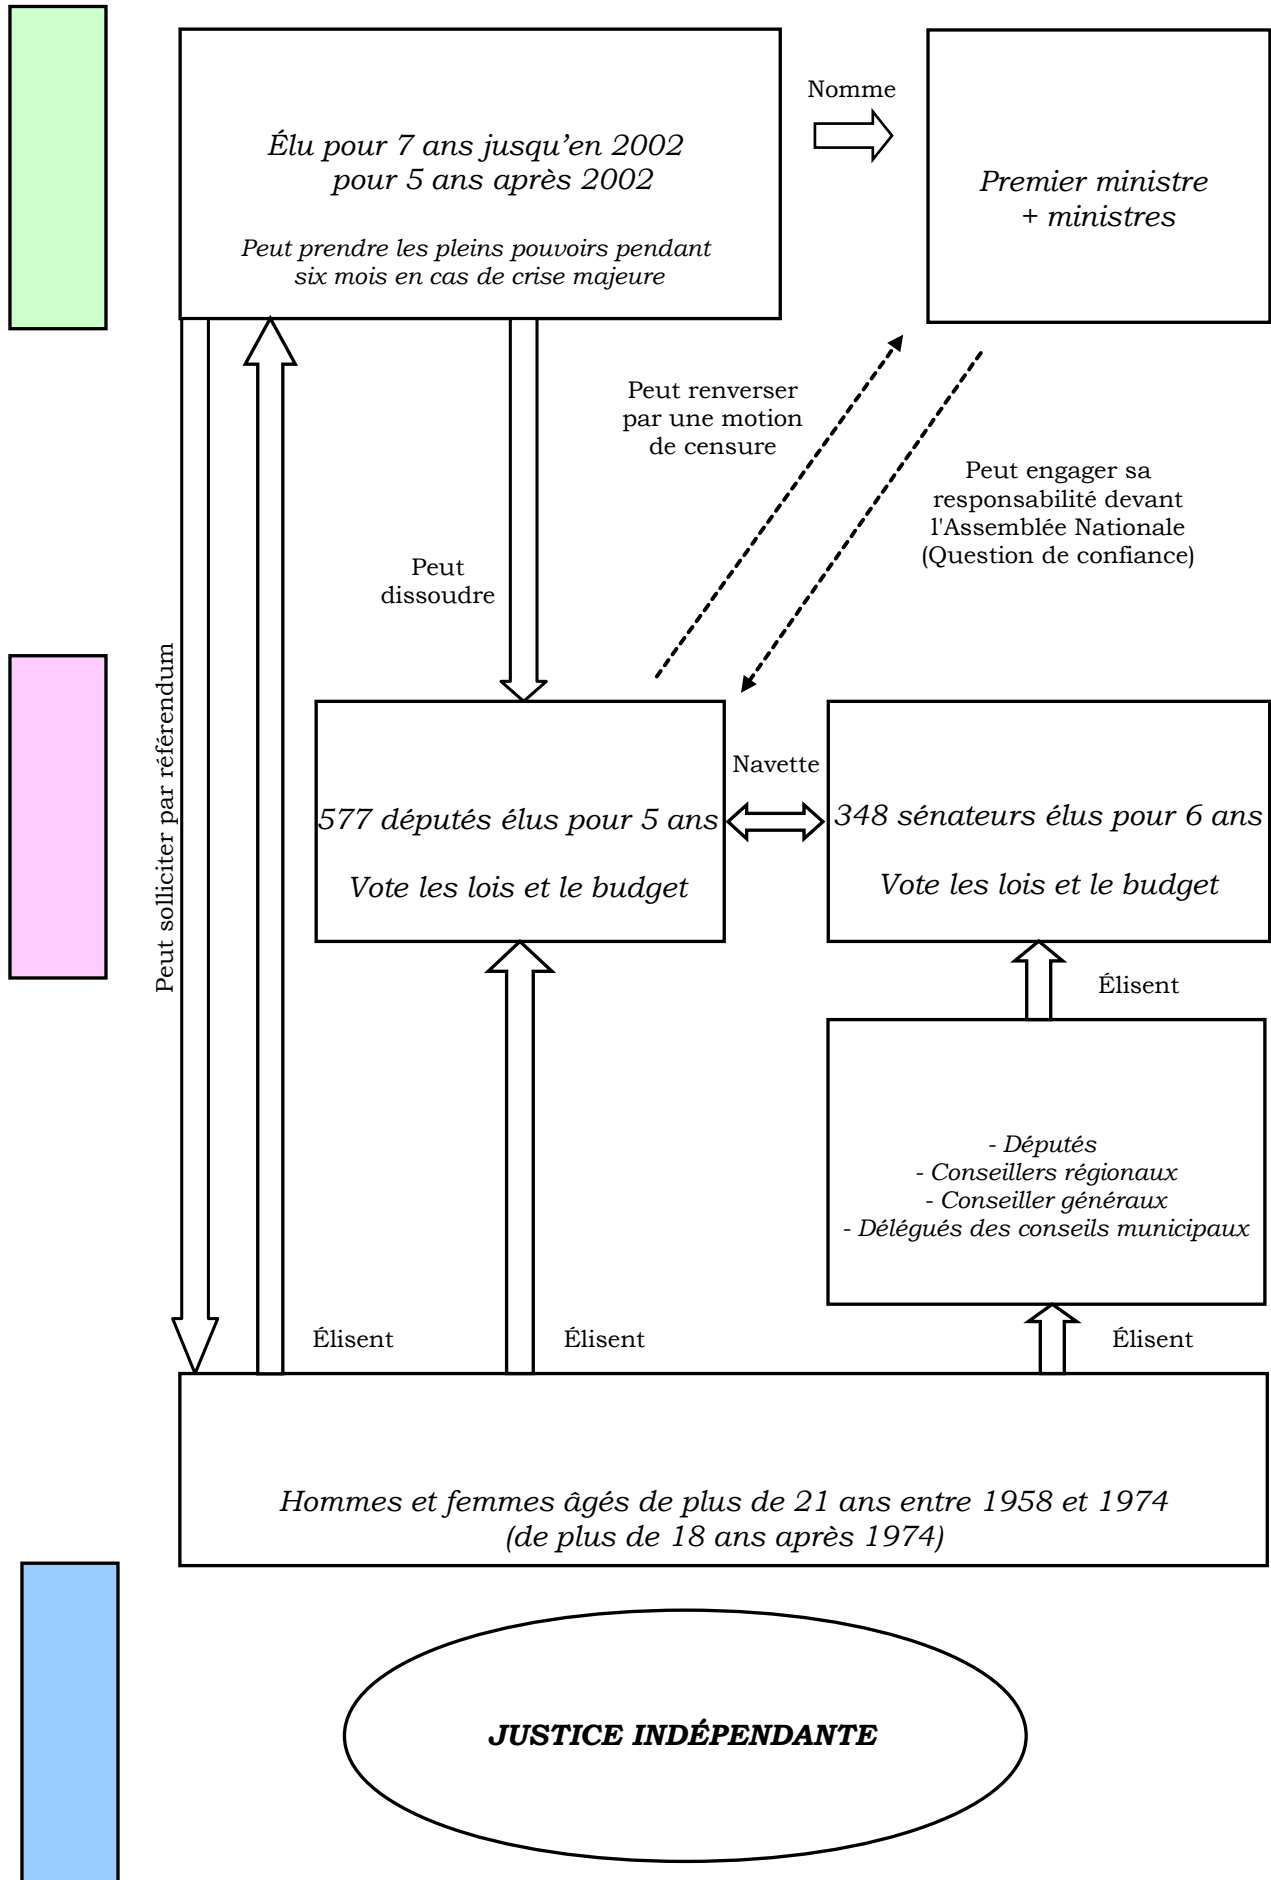 Élu pour 7 ans jusqu’en 2002
pour 5 ans après 2002
Peut prendre les pleins pouvoirs pendant
six mois en cas de crise majeure
Nomme
Premier ministre
+ ministres
Peut renverser
par une motion
de censure
Peut engager sa
responsabilité devant
l'Assemblée Nationale
(Question de confiance)
Peut
dissoudre
Peut solliciter par référendum
577 députés élus pour 5 ans
Vote les lois et le budget
Navette
348 sénateurs élus pour 6 ans
Vote les lois et le budget
Élisent
- Députés
- Conseillers régionaux
- Conseiller généraux
- Délégués des conseils municipaux
Élisent
Élisent
Élisent
Hommes et femmes âgés de plus de 21 ans entre 1958 et 1974
(de plus de 18 ans après 1974)
JUSTICE INDÉPENDANTE